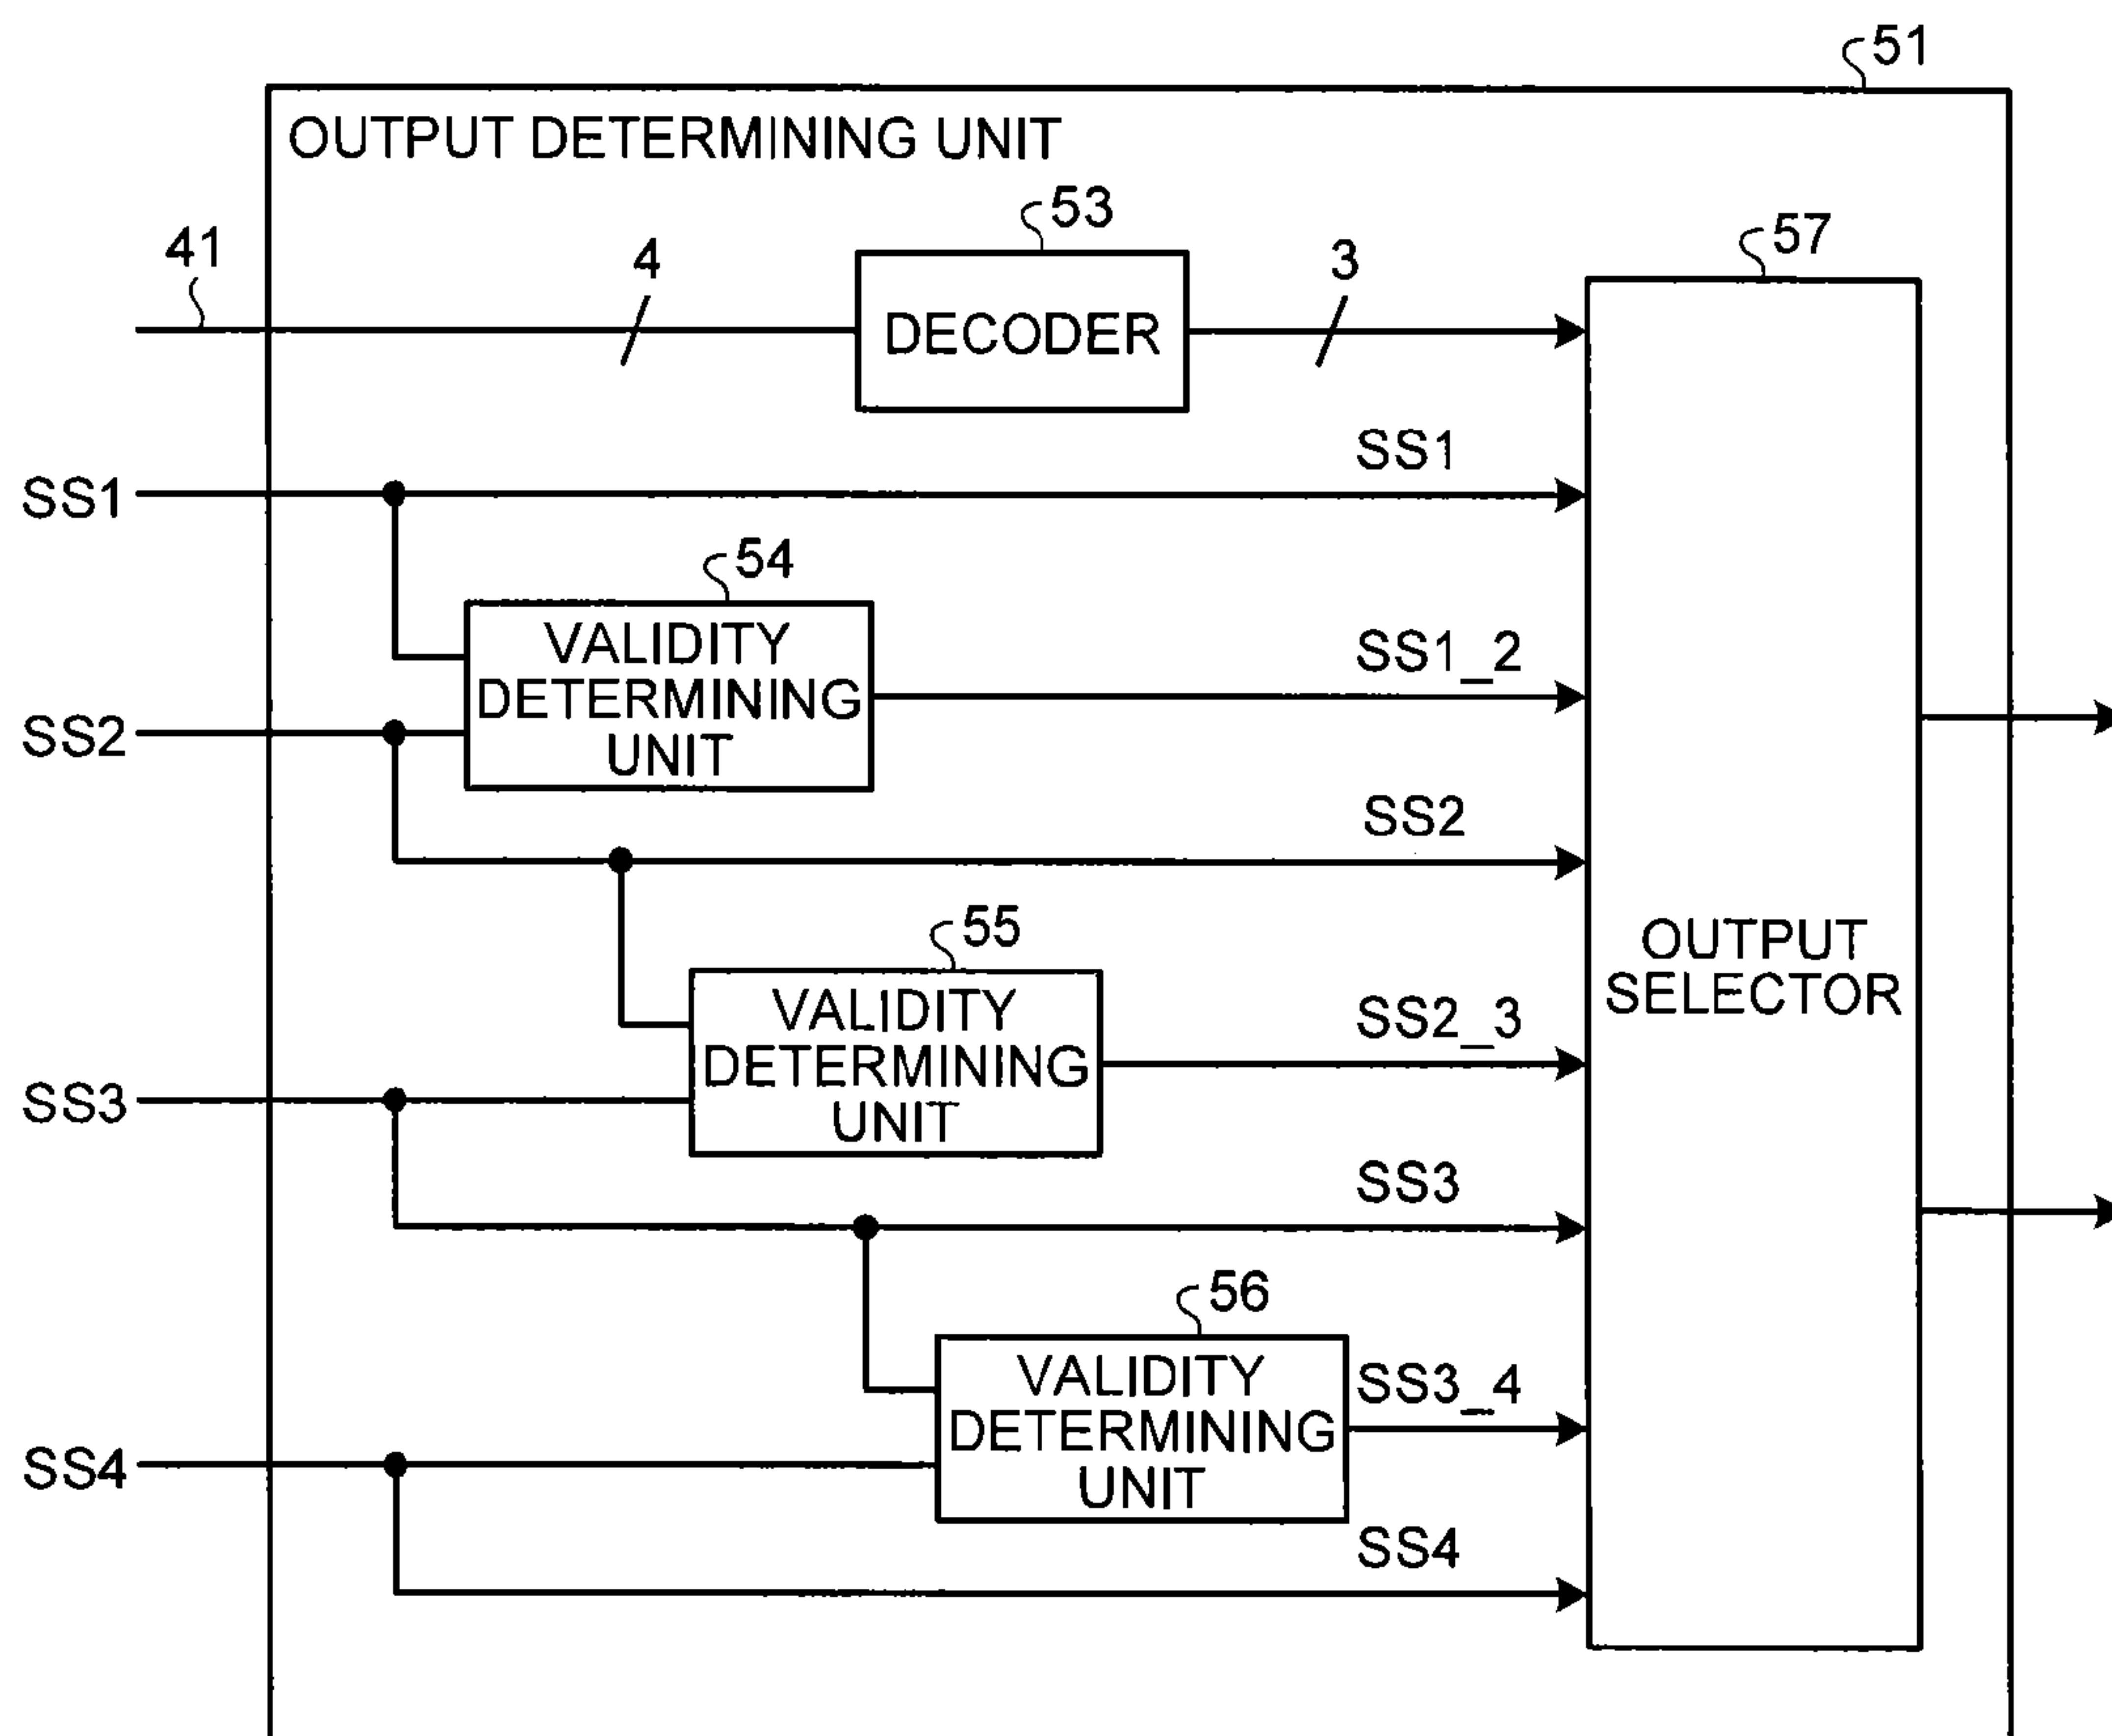 51
OUTPUT DETERMINING UNIT
53
57
41
4
3
DECODER
SS1
SS1
54
VALIDITY
DETERMINING
UNIT
SS1_2
SS2
SS2
55
OUTPUT
SELECTOR
VALIDITY
DETERMINING
UNIT
SS2_3
SS3
SS3
56
VALIDITY
DETERMINING
UNIT
SS3_4
SS4
SS4